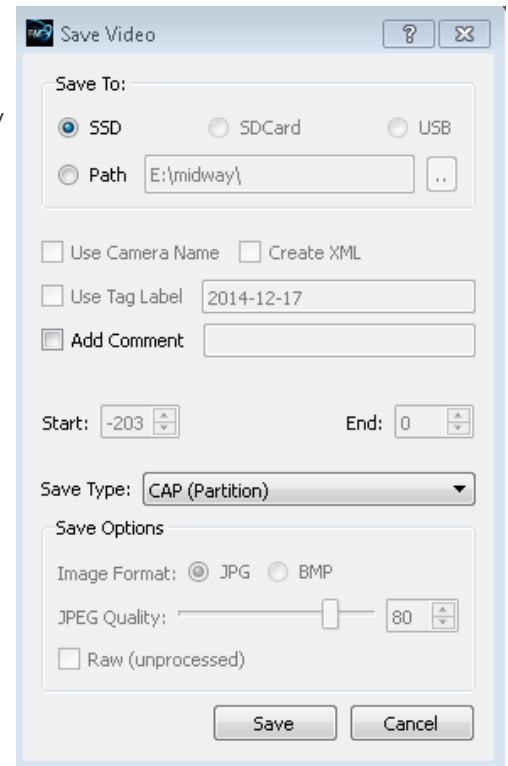 Save Video
Save To:
SSD SDCard USB
Path E:\midway\ ..
Use Camera Name Create XML
Use Tag Label 2014-12-17
Add Comment
Start: -203 End: 0
Save Type: CAP (Partition)
Save Options
Image Format: JPG BMP
JPEG Quality: 80
Raw (unprocessed)
Save Cancel